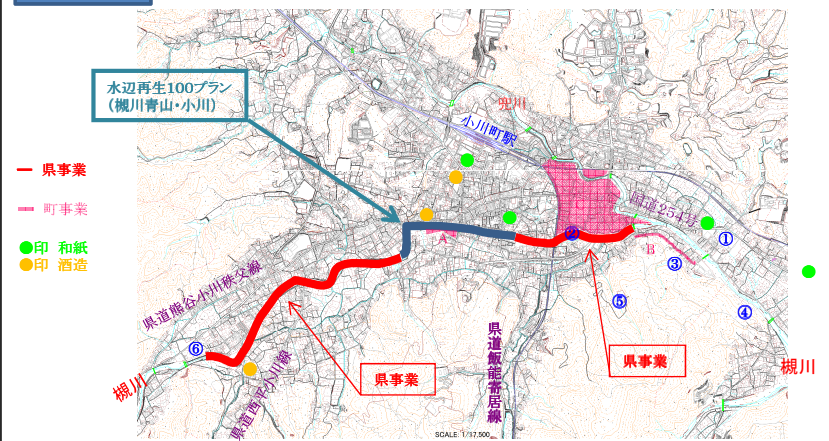 水辺再生100プラン
（槻川青山・小川）
兜川
小川町駅
県事業
町事業
印 和紙
印 酒造
国道254号
A
B
①
②
③
④
⑤
⑥
県道熊谷小川秩父線
県道西平小川線
県道飯能寄居線
県事業
県事業
槻川
槻川
SCALE: 1/17,500